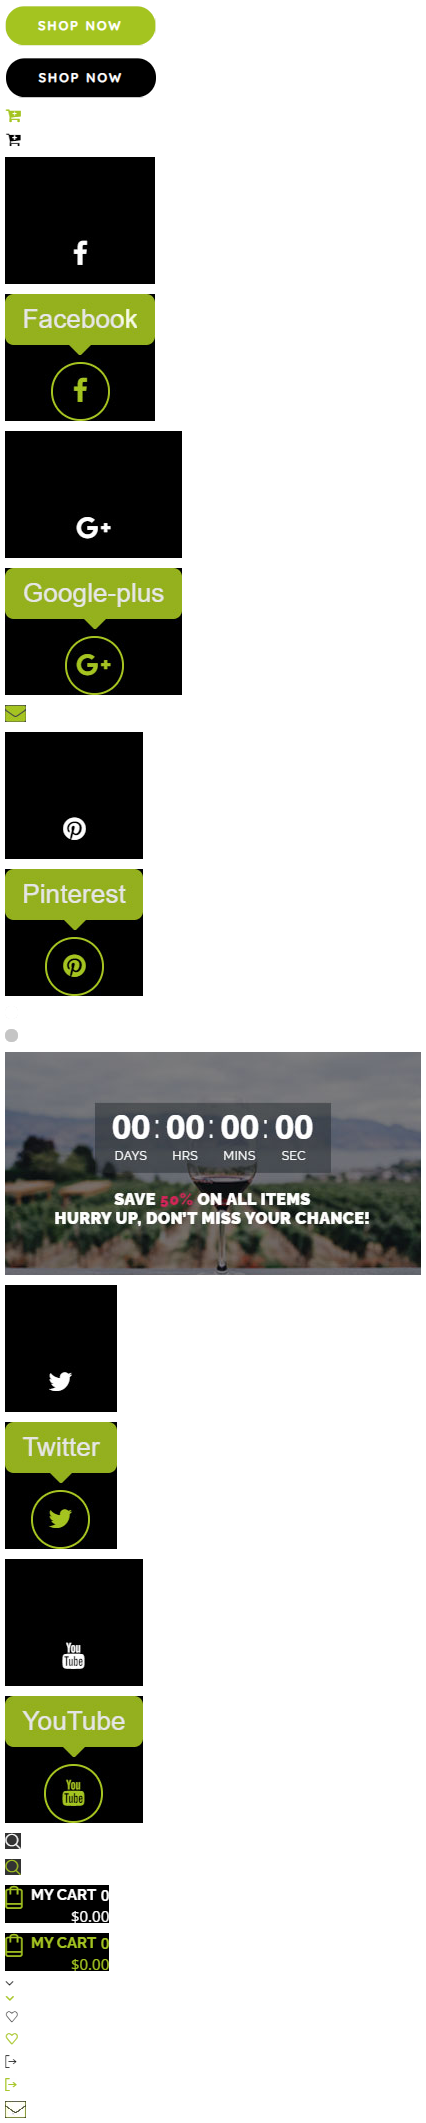 SHOP NOW
SHOP NOW
Facebook
G+
Google-plus
G+
Pinterest
00 : 00 : 00 : 00
DAYS HRS MINS SEC
SAVE 50% ON ALL ITEMS
HURRY UP, DON'T MISS YOUR CHANCE!
Twitter
You
Tube
YouTube
You
Tube
MY CART 0
$0.00
MY CART 0
$0.00